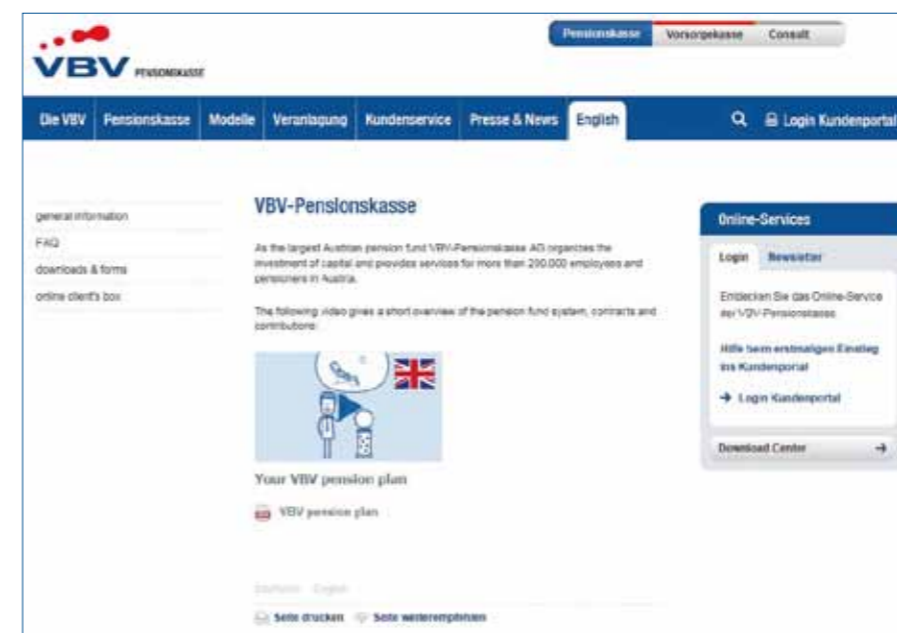 Pensionskasse Vorsorgekasse Consult
VBV PENSIONSKASSE
Die VBV Pensionskasse Modelle Veranlagung Kundenservice Presse & News English Login Kundenportal
general information
FAQ
downloads & forms
online client's box
VBV-Pensionskasse
As the largest Austrian pension fund VBV-Pensionskasse AG organizes the
investment of capital and provides services for more than 290,000 employees and
pensioners in Austria.
The following video gives a short overview of the pension fund system, contracts and
contributions:
Your VBV pension plan
VBV pension plan
English
Seite drucken Seite weiterempfehlen
Online-Services
Login Newsletter
Entdecken Sie das Online-Service
der VBV-Pensionskasse
Hilfe beim erstmaligen Einstieg
ins Kundenportal
Login Kundenportal
Download Center